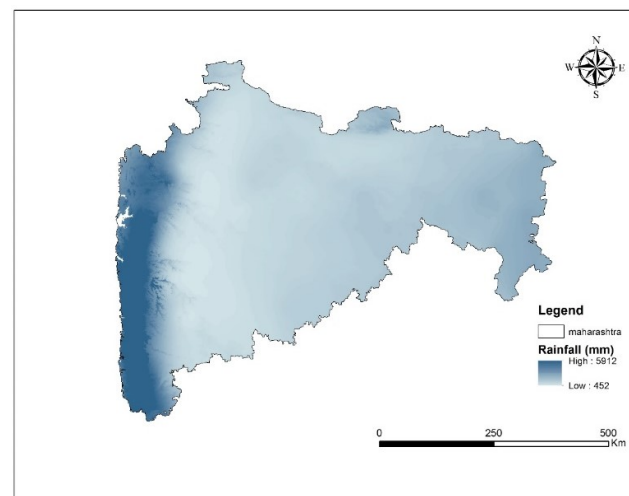 N
W E
S
Legend
maharashtra
Rainfall (mm)
High : 5912
Low : 452
0 250 500
Km